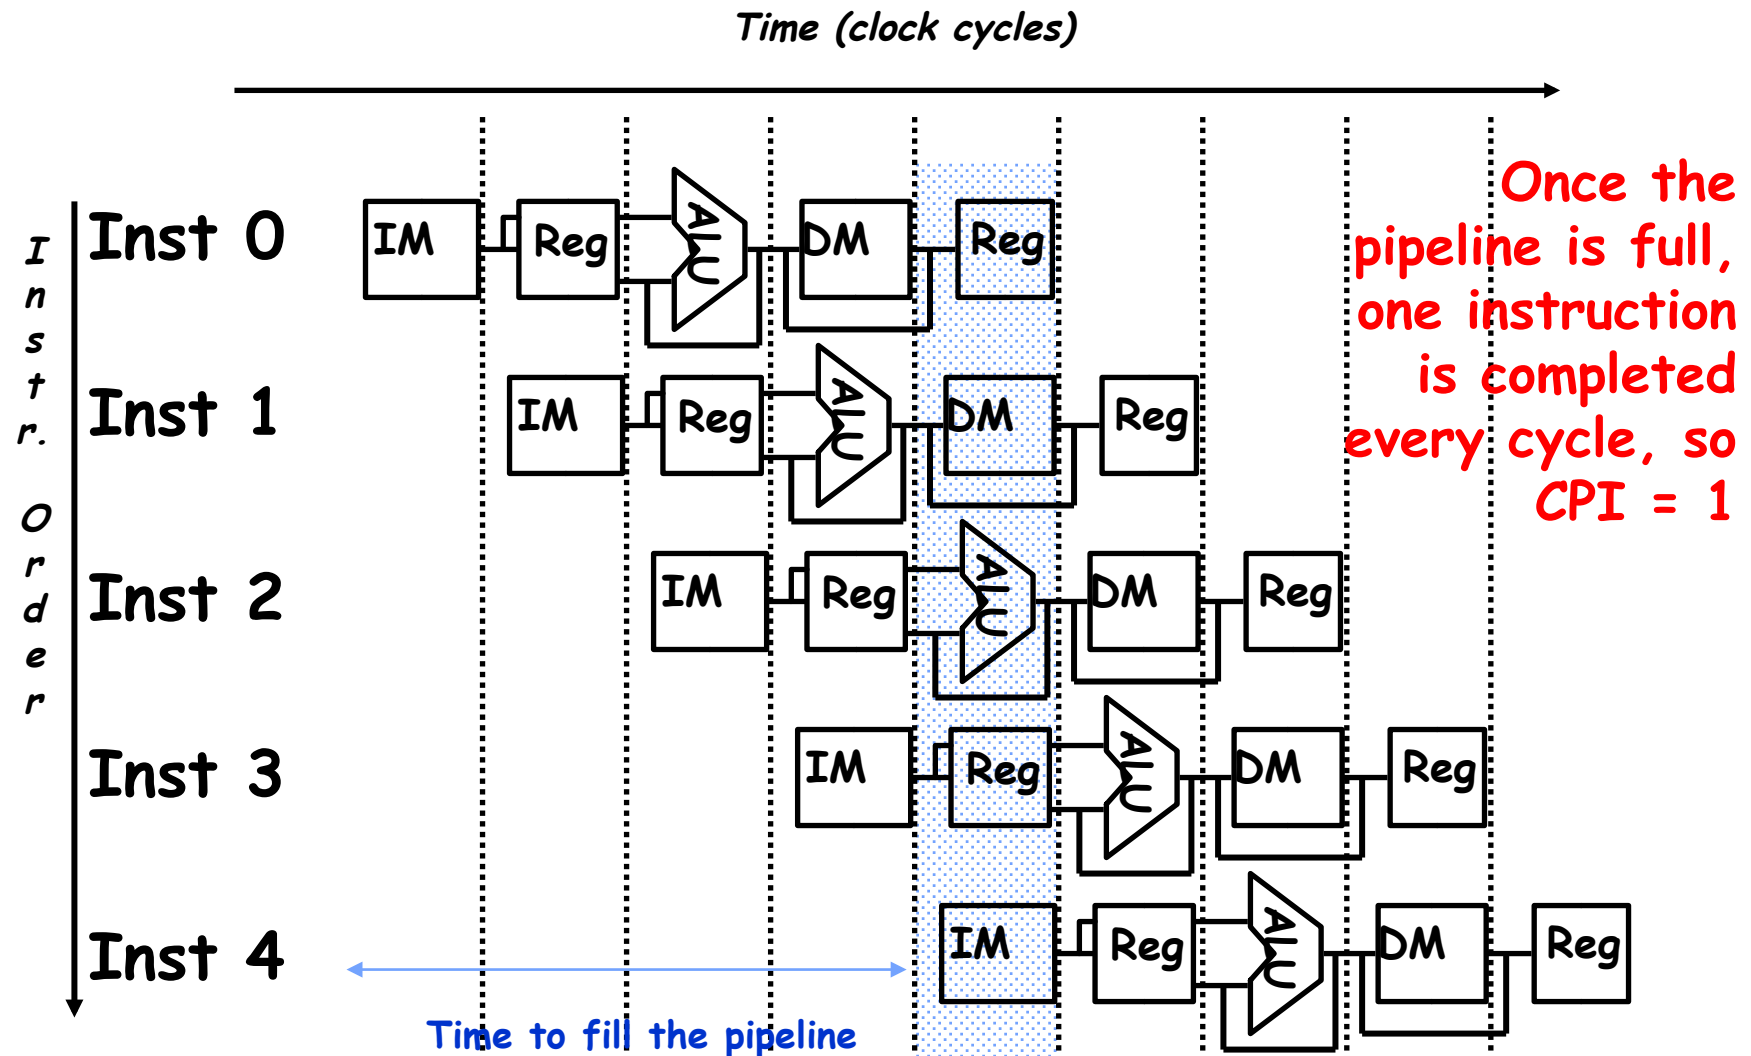 Time (clock cycles)
Instr. Order
Inst 0
IM
Reg
ALU
DM
Reg
Once the
pipeline is full,
one instruction
is completed
every cycle, so
CPI = 1
Inst 1
IM
Reg
ALU
DM
Reg
Inst 2
IM
Reg
ALU
DM
Reg
Inst 3
IM
Reg
ALU
DM
Reg
Inst 4
IM
Reg
ALU
DM
Reg
Time to fill the pipeline